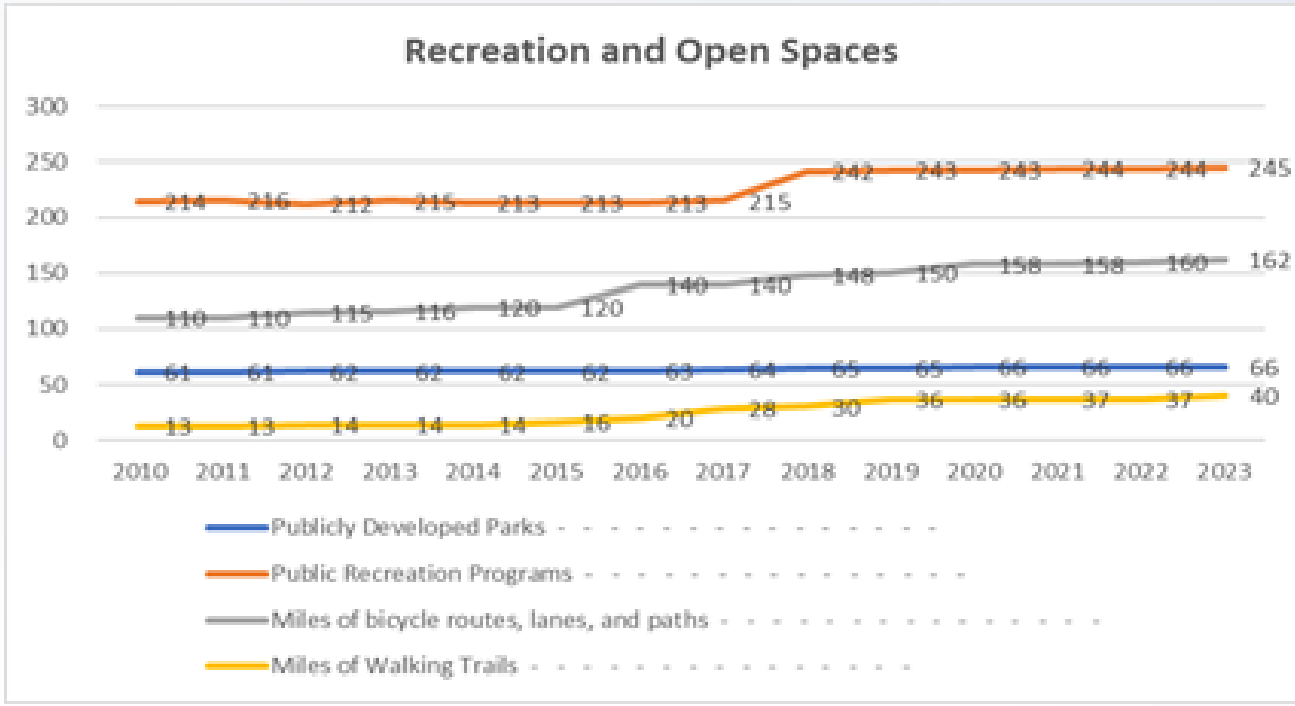 Recreation and Open Spaces
300
250
214 216 212 215 213 213 213 215 242 243 243 244 244 245
200
150
110 110 115 116 120 120 140 140 148 150 158 158 160 162
100
61 61 62 62 62 62 63 64 65 65 66 66 66 66
50
13 13 14 14 14 16 20 28 30 36 36 37 37 40
0
2010 2011 2012 2013 2014 2015 2016 2017 2018 2019 2020 2021 2022 2023
Publicly Developed Parks - - - - - - - - - - - - - - -
Public Recreation Programs - - - - - - - - - - - - - - -
Miles of bicycle routes, lanes, and paths - - - - - - - - - - - - - - -
Miles of Walking Trails - - - - - - - - - - - - - - -